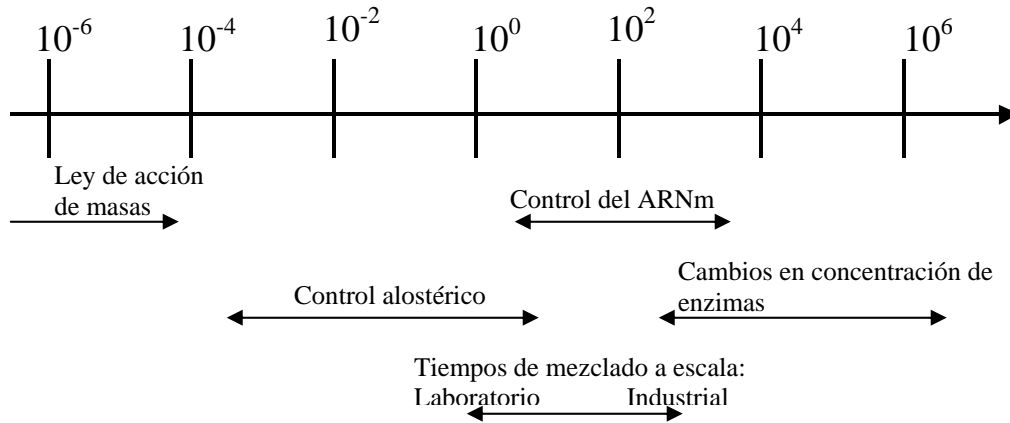 10⁻⁶ 10⁻⁴ 10⁻² 10⁰ 10² 10⁴ 10⁶
Ley de acción
de masas
Control del ARNm
Control alostérico
Cambios en concentración de
enzimas
Tiempos de mezclado a escala:
Laboratorio Industrial